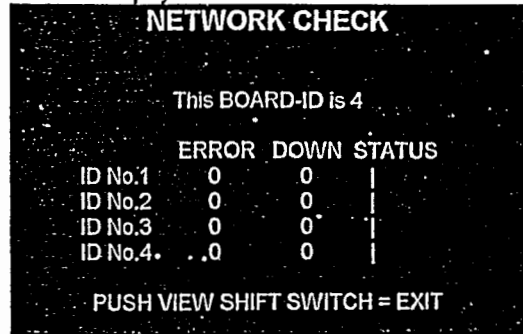 NETWORK CHECK
This BOARD-ID is 4
ERROR DOWN STATUS
ID No.1 0 0 |
ID No.2 0 0 |
ID No.3 0 0 |
ID No.4 0 0 |
PUSH VIEW SHIFT SWITCH = EXIT